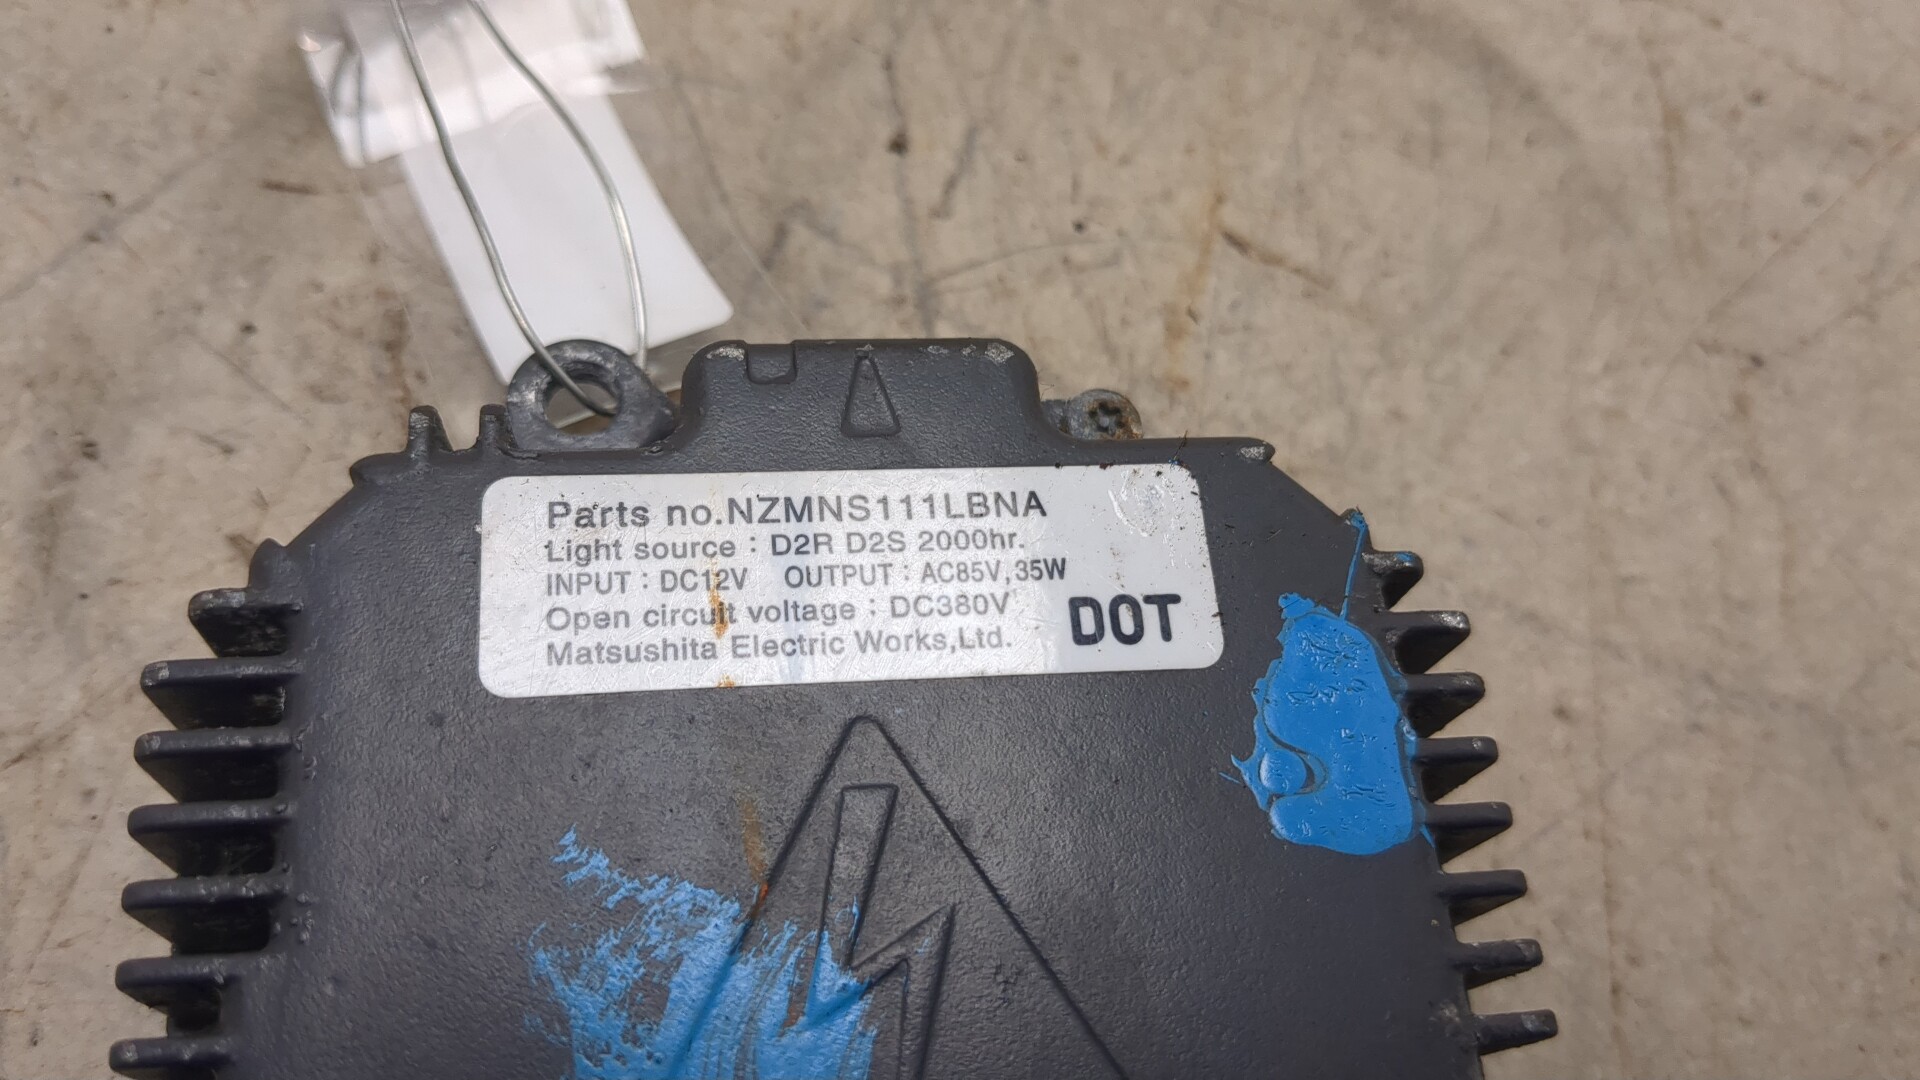 Parts no.NZMNS111LBNA
Light source : D2R D2S 2000hr.
INPUT : DC12V OUTPUT : AC85V,35W
Open circuit voltage : DC380V
Matsushita Electric Works,Ltd.
DOT